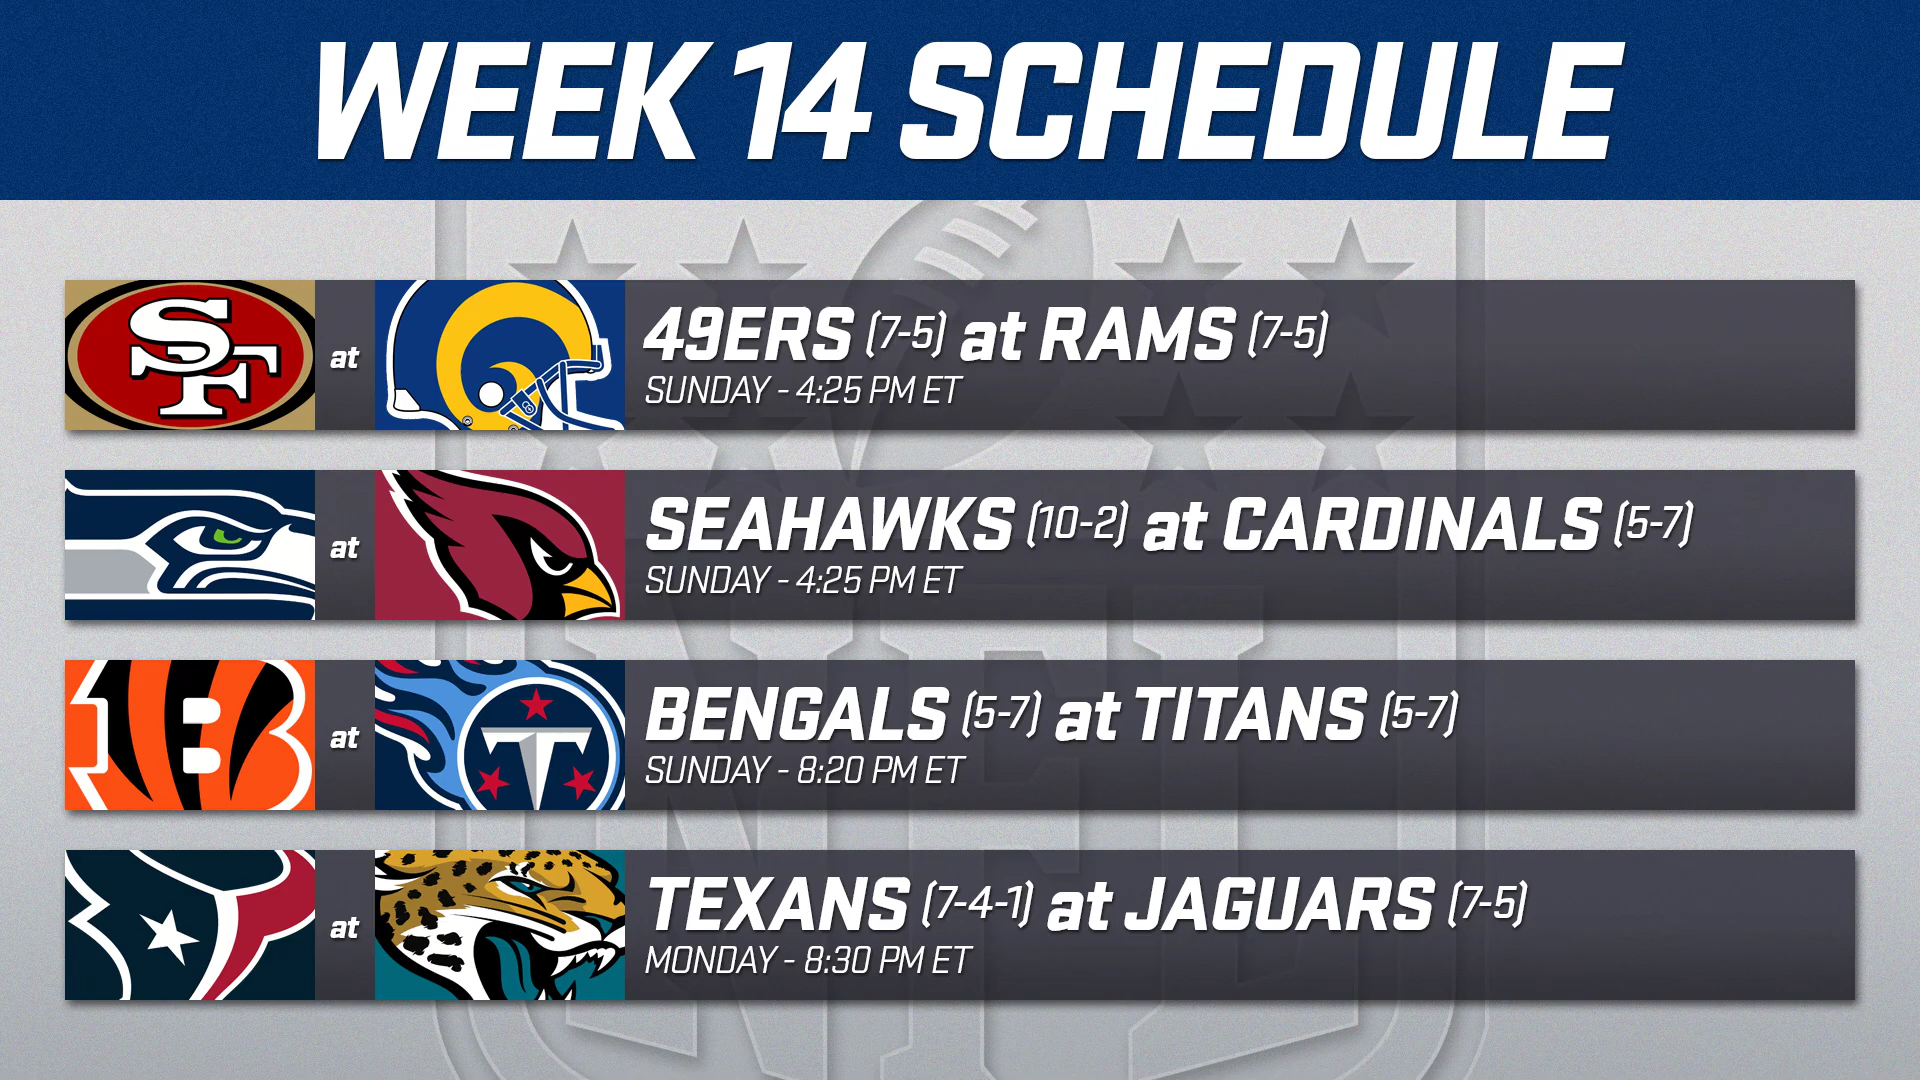 WEEK 14 SCHEDULE
SF
at
49ERS (7-5) at RAMS (7-5)
SUNDAY - 4:25 PM ET
at
SEAHAWKS (10-2) at CARDINALS (5-7)
SUNDAY - 4:25 PM ET
B
at
T
BENGALS (5-7) at TITANS (5-7)
SUNDAY - 8:20 PM ET
at
TEXANS (7-4-1) at JAGUARS (7-5)
MONDAY - 8:30 PM ET
NFL